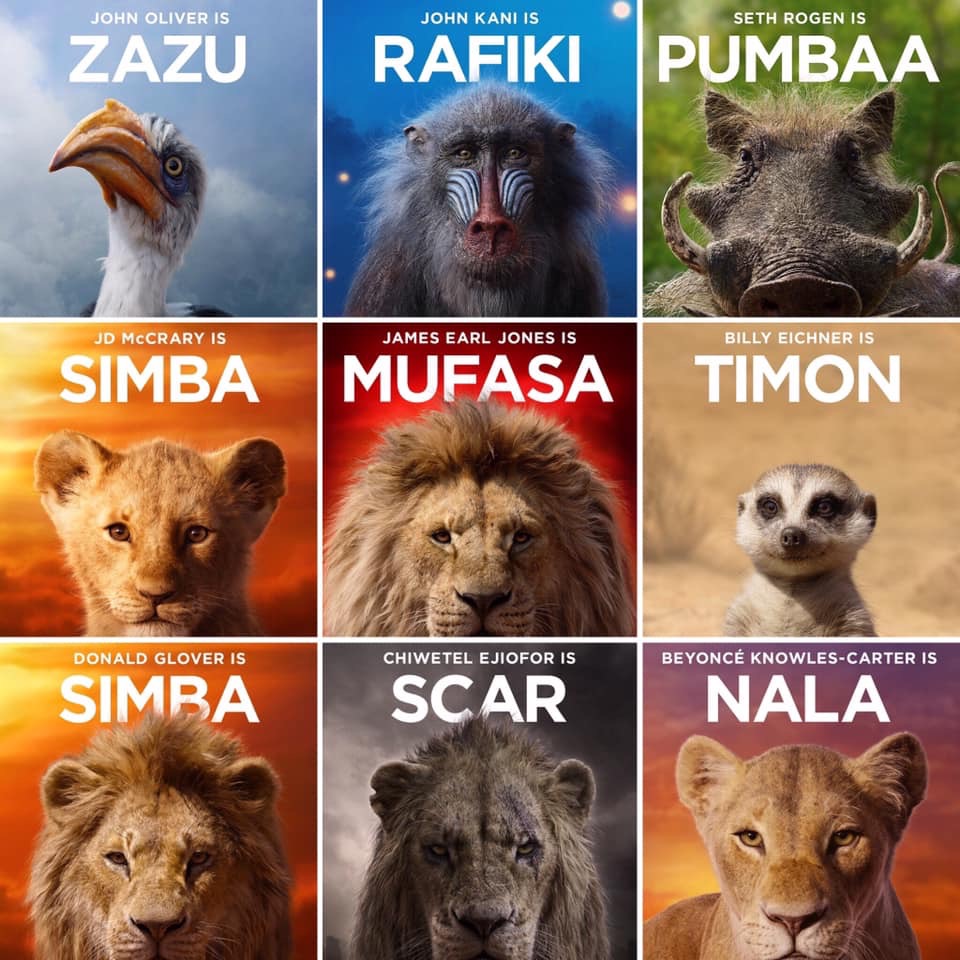 JOHN OLIVER IS
ZAZU
JOHN KANI IS
RAFIKI
SETH ROGEN IS
PUMBAA
JD McCRARY IS
SIMBA
JAMES EARL JONES IS
MUFASA
BILLY EICHNER IS
TIMON
DONALD GLOVER IS
SIMBA
CHIWETEL EJIOFOR IS
SCAR
BEYONCÉ KNOWLES-CARTER IS
NALA